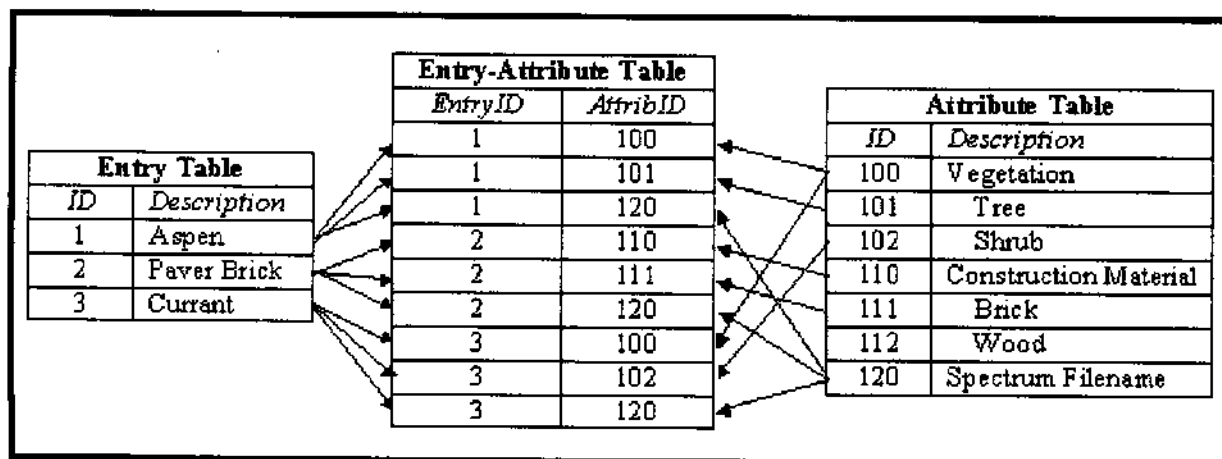 Entry Table
ID Description
1 Aspen
2 Paver Brick
3 Currant
Entry-Attribute Table
EntryID AttribID
1 100
1 101
1 120
2 110
2 111
2 120
3 100
3 102
3 120
Attribute Table
ID Description
100 Vegetation
101 Tree
102 Shrub
110 Construction Material
111 Brick
112 Wood
120 Spectrum Filename